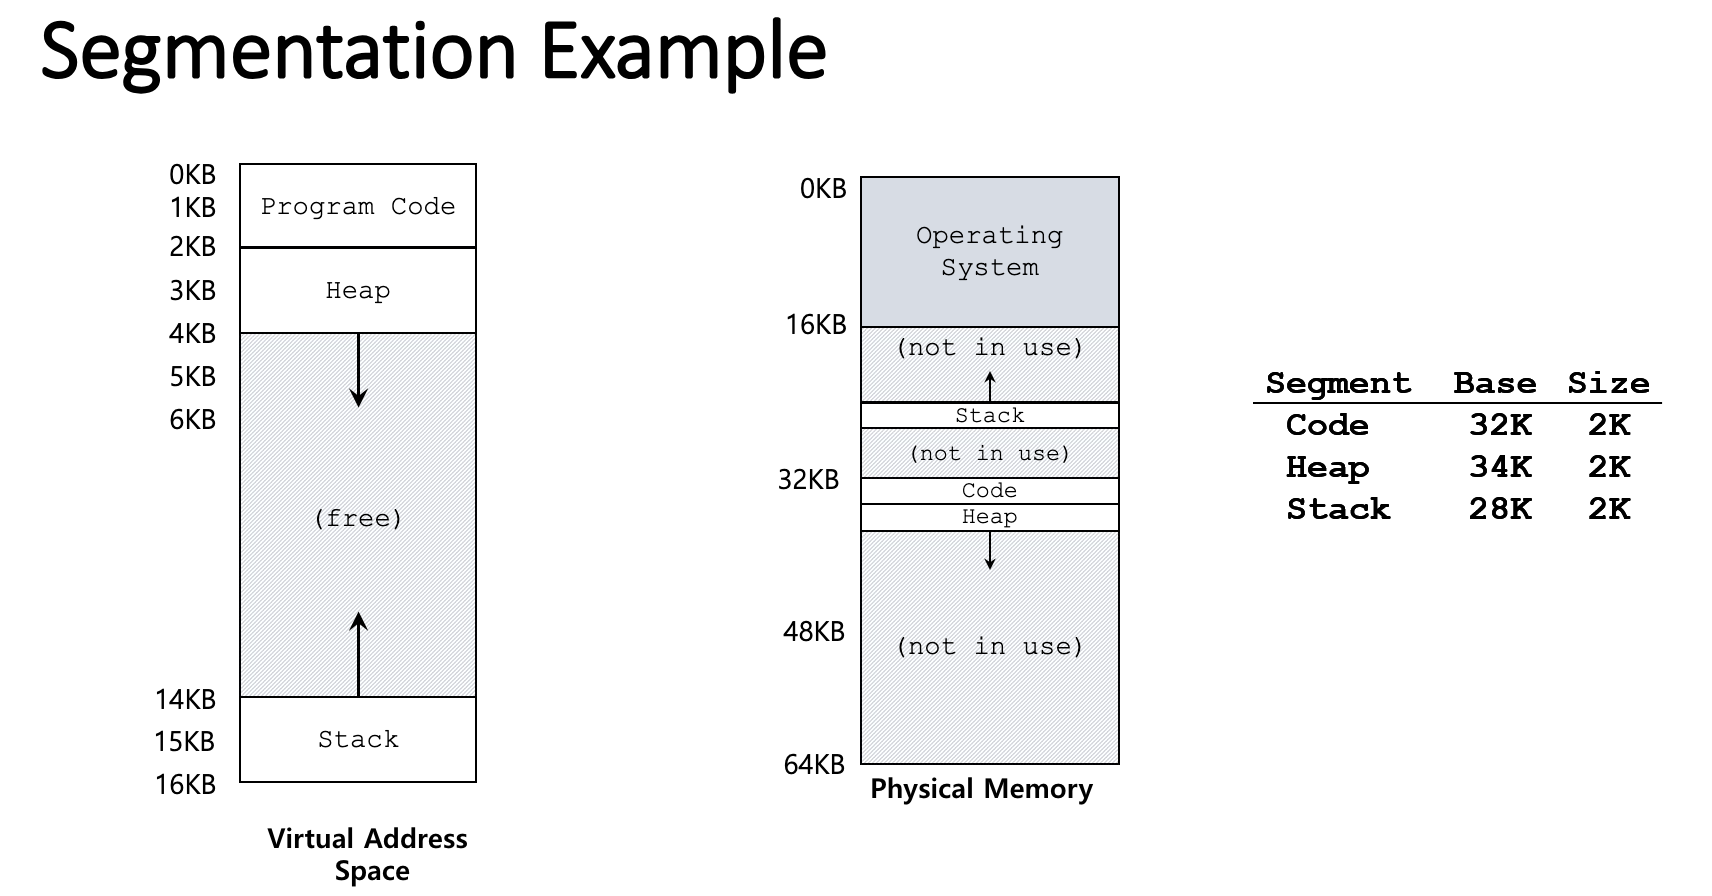 Segmentation Example
0KB
1KB
2KB
3KB
4KB
5KB
6KB
14KB
15KB
16KB
Program Code
Heap
(free)
Stack
Virtual Address
Space
0KB
16KB
32KB
48KB
64KB
Operating
System
(not in use)
Stack
(not in use)
Code
Heap
(not in use)
Physical Memory
Segment Base Size
Code 32K 2K
Heap 34K 2K
Stack 28K 2K